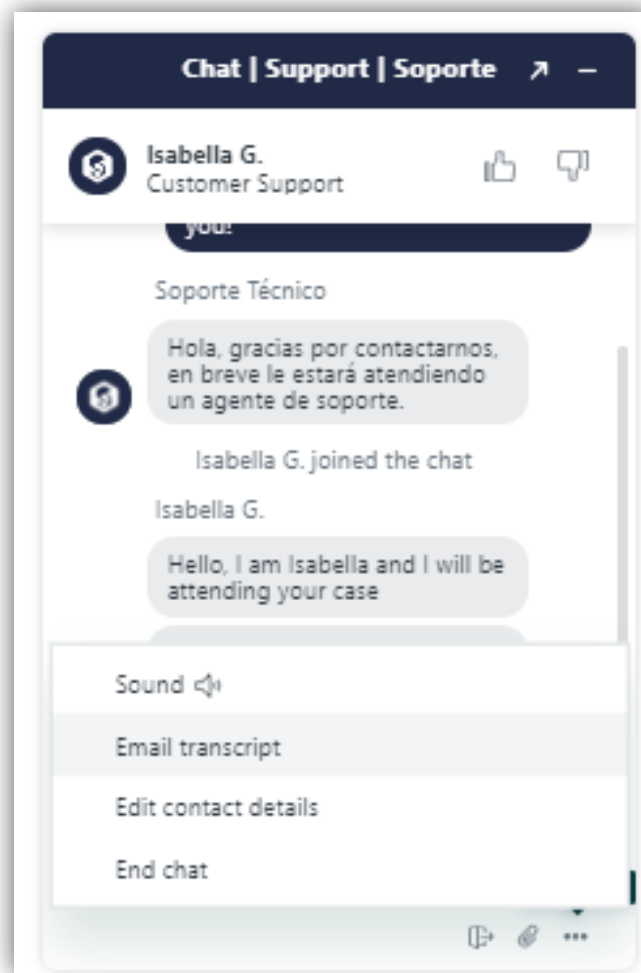 Chat | Support | Soporte
Isabella G.
Customer Support
you!
Soporte Técnico
Hola, gracias por contactarnos,
en breve le estará atendiendo
un agente de soporte.
Isabella G. joined the chat
Isabella G.
Hello, I am Isabella and I will be
attending your case
Sound
Email transcript
Edit contact details
End chat